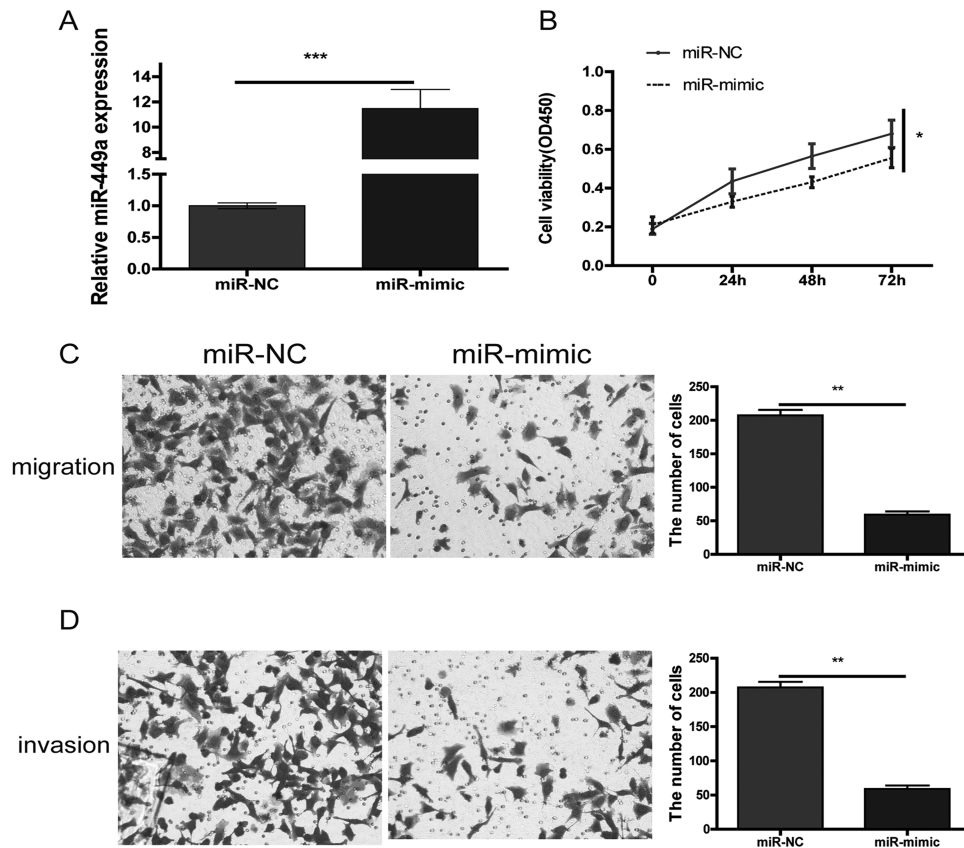 A
Relative miR-449a expression
14
12
10
8
1.5
1.0
0.5
0.0
***
miR-NC
miR-mimic
B
miR-NC
miR-mimic
Cell viability(OD450)
1.0
0.8
0.6
0.4
0.2
0.0
*
0
24h
48h
72h
C
miR-NC
miR-mimic
migration
The number of cells
250
200
150
100
50
0
**
miR-NC
miR-mimic
D
invasion
The number of cells
250
200
150
100
50
0
**
miR-NC
miR-mimic